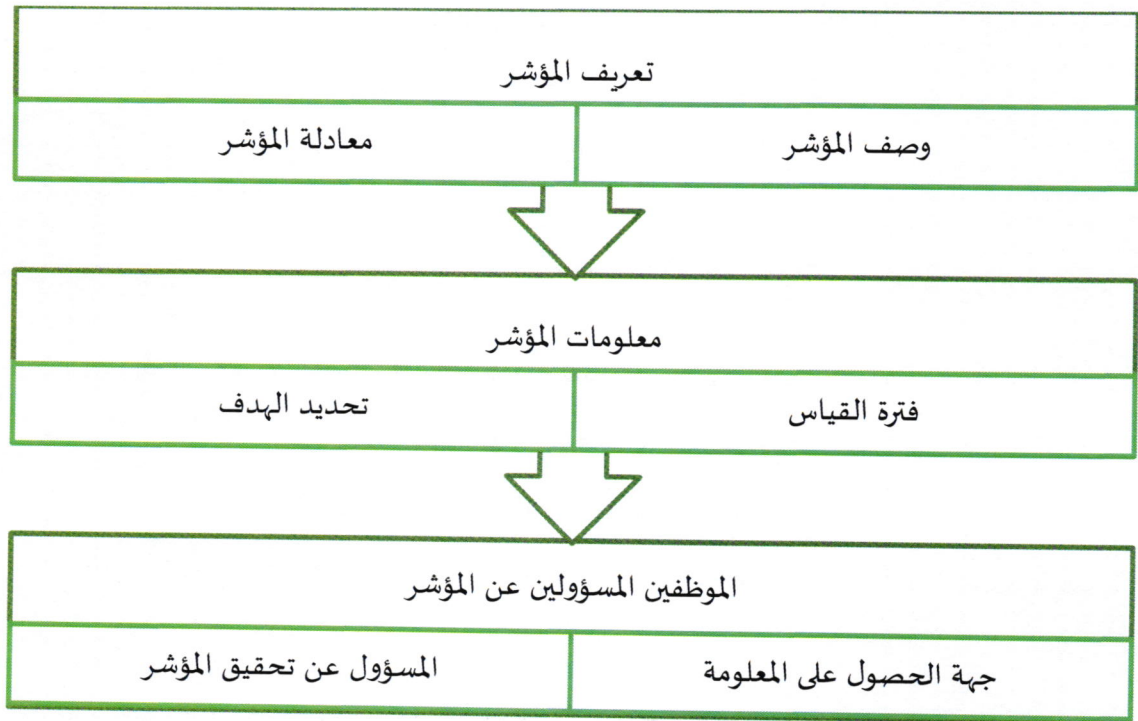 تعريف المؤشر
وصف المؤشر
معادلة المؤشر
معلومات المؤشر
فترة القياس
تحديد الهدف
الموظفين المسؤولين عن المؤشر
جهة الحصول على المعلومة
المسؤول عن تحقيق المؤشر